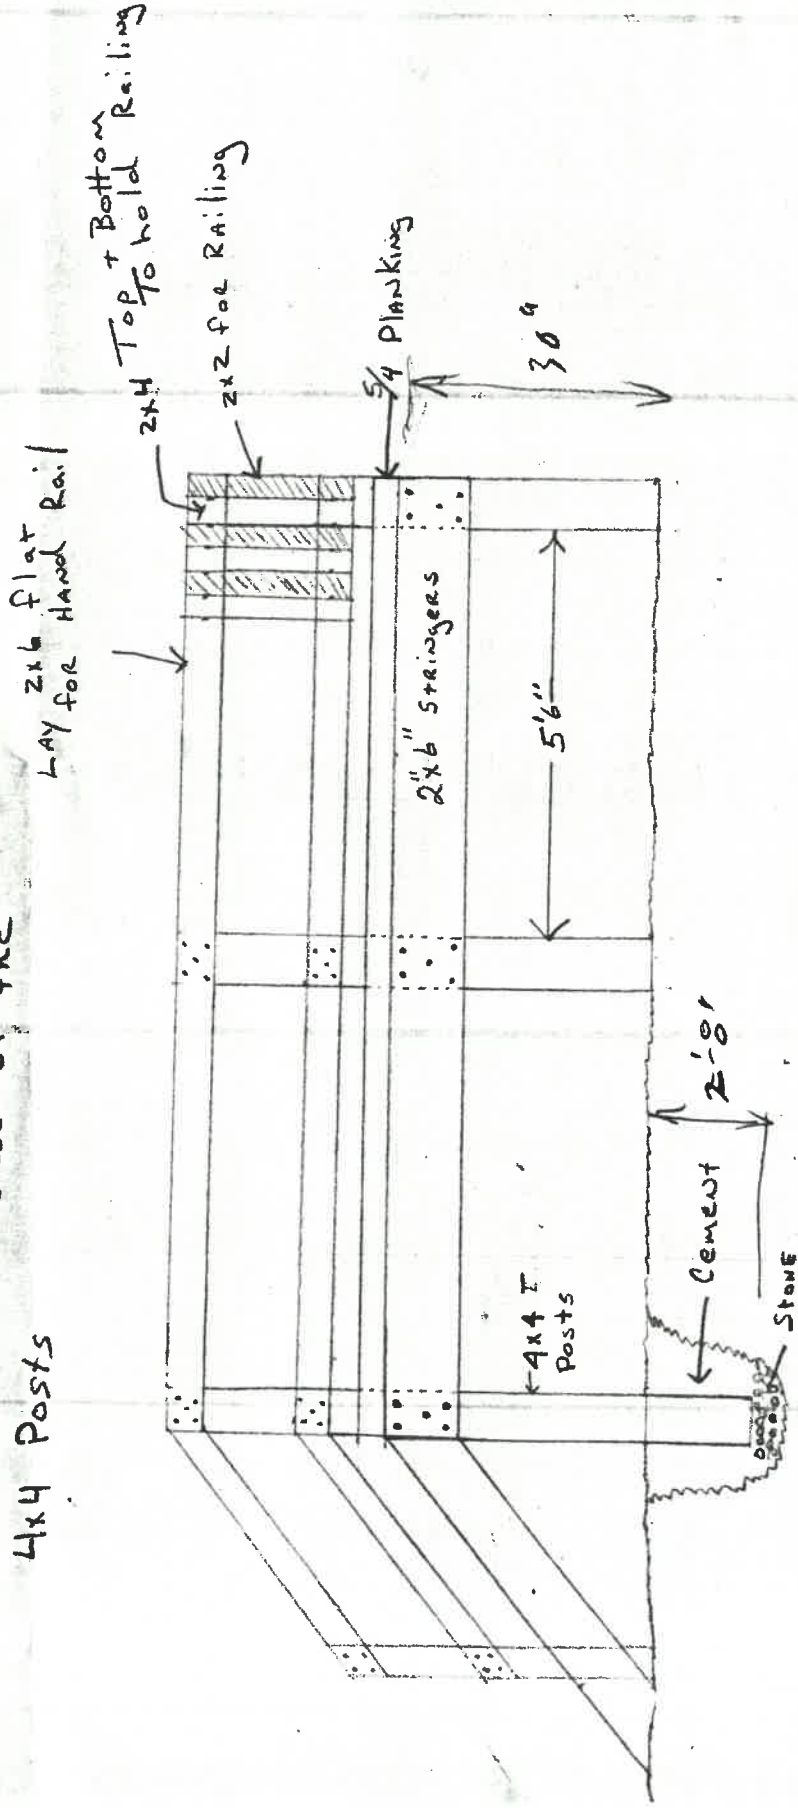 4x4 Posts
LAY 2x6 flat
for HAND Rail
2x4 Top + Bottom
To hold Railing
2x2 for RAiLing
5/4 PlANKiNg
30"
2"x6" StRiNgeRs
5'6"
4x4
Posts
2'-0'
Cement
StoNE